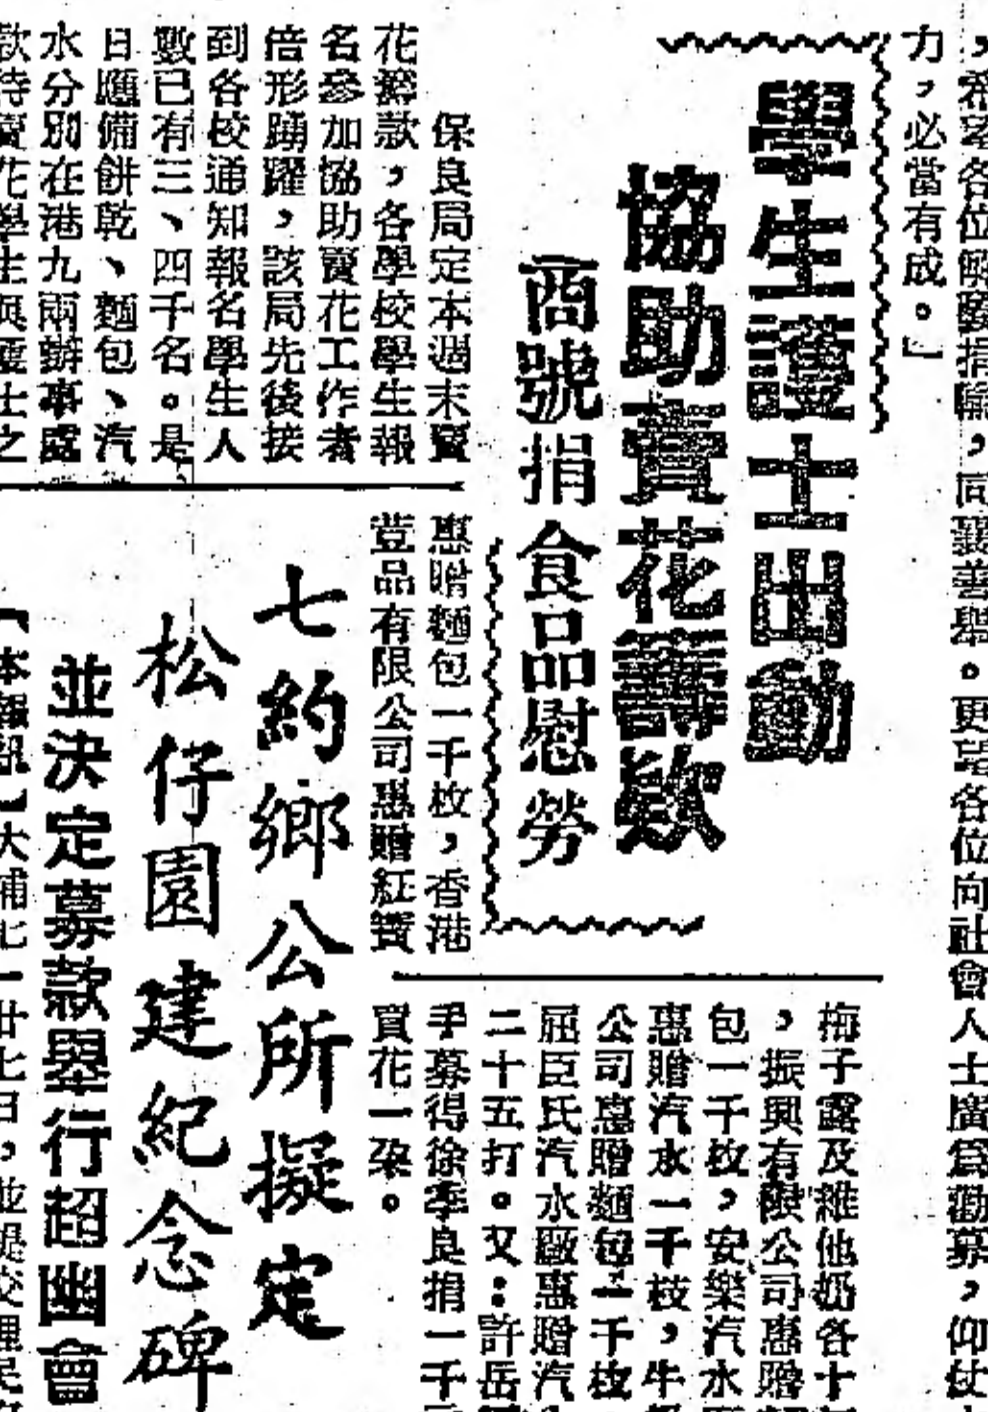 ，希望各位解發捐輸，同襄善舉。更望各位向社會人士廣爲勸募，仰仗
力，必當有成。』
學生護士出動
協助賣花籌欵
商號捐食品慰勞
保良局定本週末賣
花籌款，各學校學生報
名參加協助賣花工作者
倍形踴躍，該局先後接
到各校通知報名學生人
數已有三、四千名。是
日應備餅乾、麵包、汽
水分別在港九兩辦事處
欵待賣花學生與護士之
惠贈麵包一千枚，香港
荳品有限公司惠贈紅寶
梅子露及維他奶各十
，振興有限公司惠贈
包一千枚，安樂汽水
惠贈汽水一千枝，牛
公司惠贈麵包二千枚
屈臣氏汽水廠惠贈汽
二十五打。又：許岳
手募得徐季良捐一千
買花一朶。
七約鄉公所擬定
松仔園建紀念碑
並決定募款舉行超幽會
【本報訊】大埔七一廿七日，並提交理民